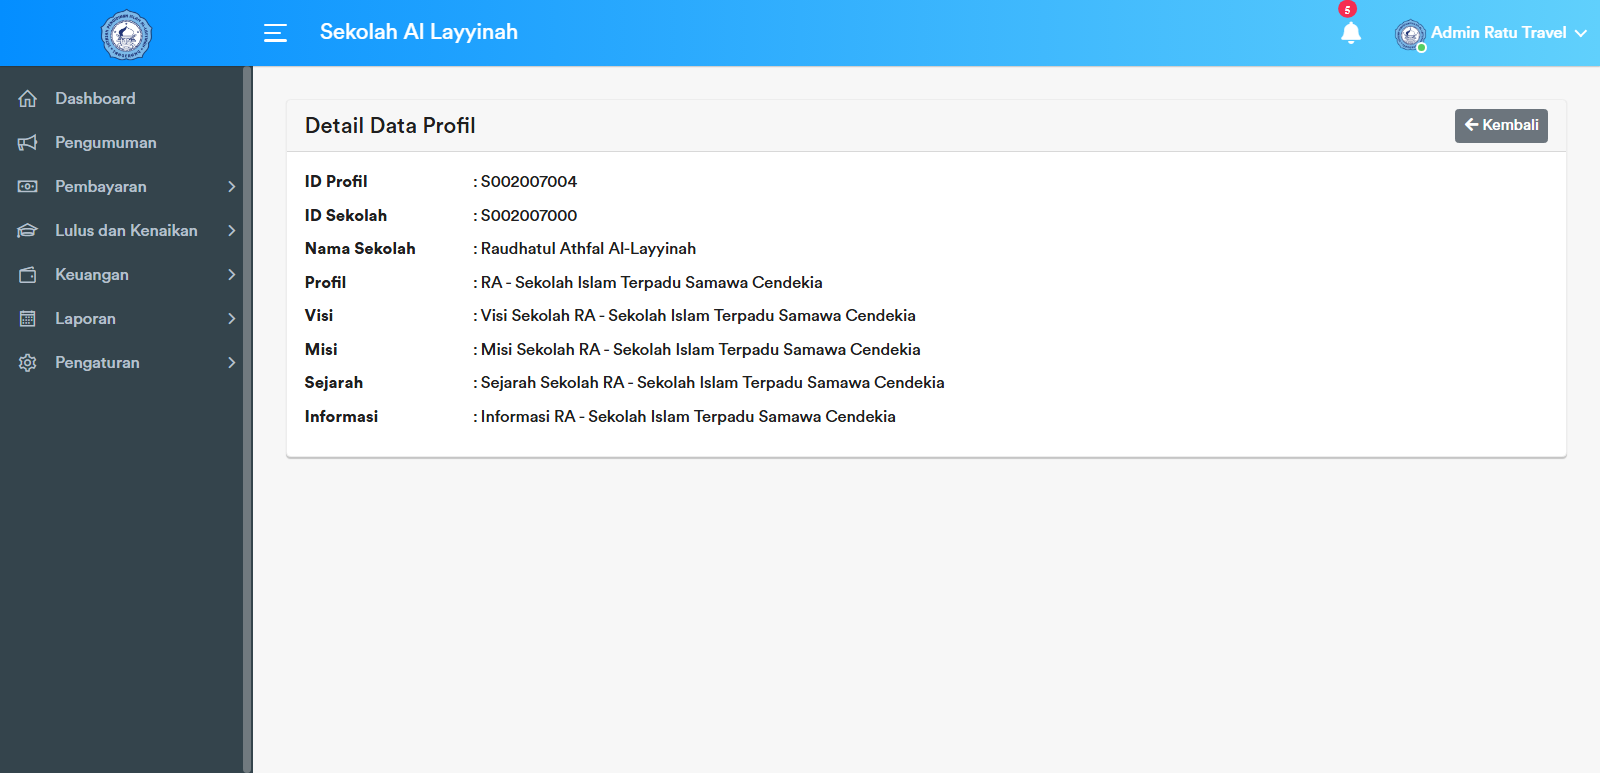 Sekolah Al Layyinah
5
Admin Ratu Travel
Dashboard
Pengumuman
Pembayaran
Lulus dan Kenaikan
Keuangan
Laporan
Pengaturan
Detail Data Profil
Kembali
ID Profil : S002007004
ID Sekolah : S002007000
Nama Sekolah : Raudhatul Athfal Al-Layyinah
Profil : RA - Sekolah Islam Terpadu Samawa Cendekia
Visi : Visi Sekolah RA - Sekolah Islam Terpadu Samawa Cendekia
Misi : Misi Sekolah RA - Sekolah Islam Terpadu Samawa Cendekia
Sejarah : Sejarah Sekolah RA - Sekolah Islam Terpadu Samawa Cendekia
Informasi : Informasi RA - Sekolah Islam Terpadu Samawa Cendekia